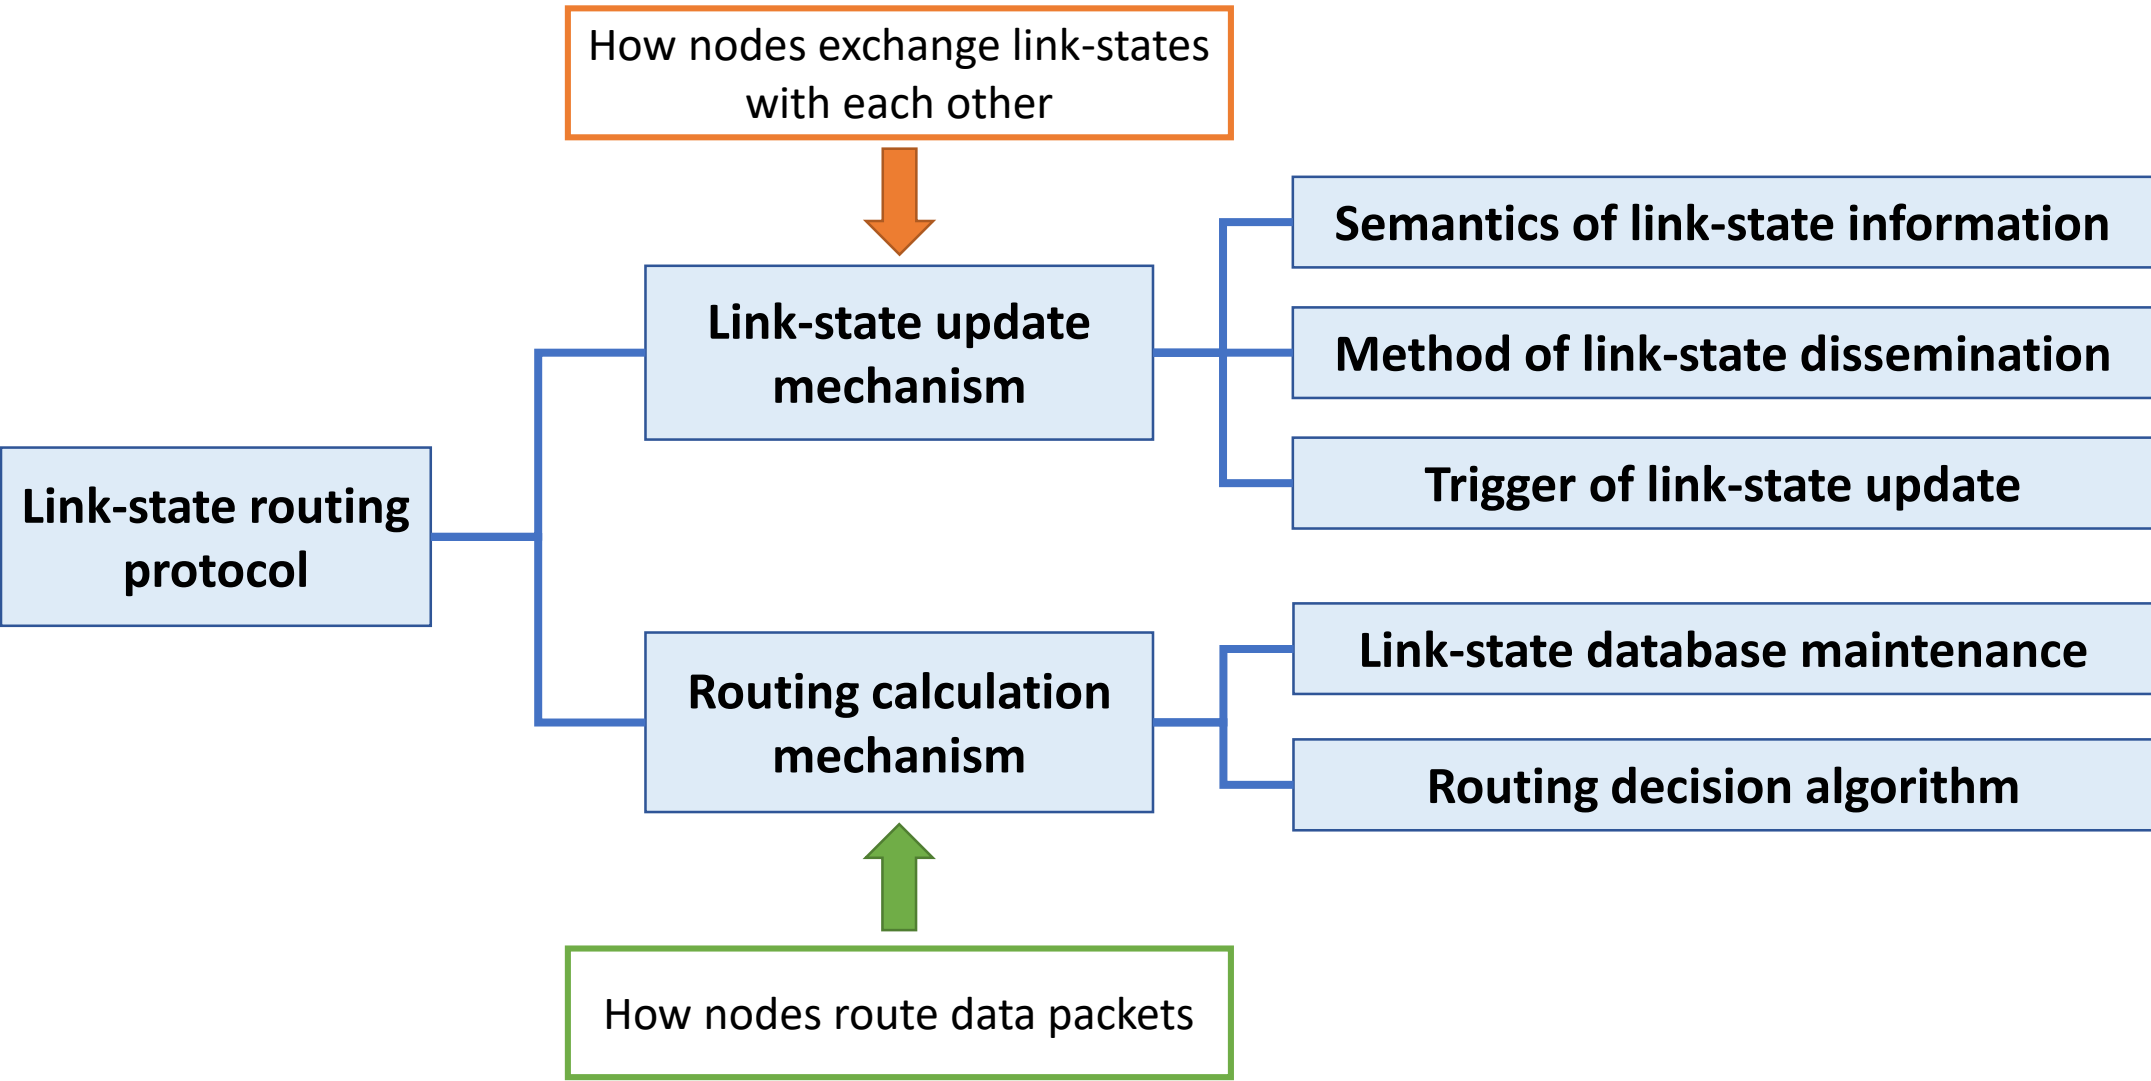 How nodes exchange link-states
with each other
Semantics of link-state information
Link-state update
mechanism
Method of link-state dissemination
Trigger of link-state update
Link-state routing
protocol
Link-state database maintenance
Routing calculation
mechanism
Routing decision algorithm
How nodes route data packets